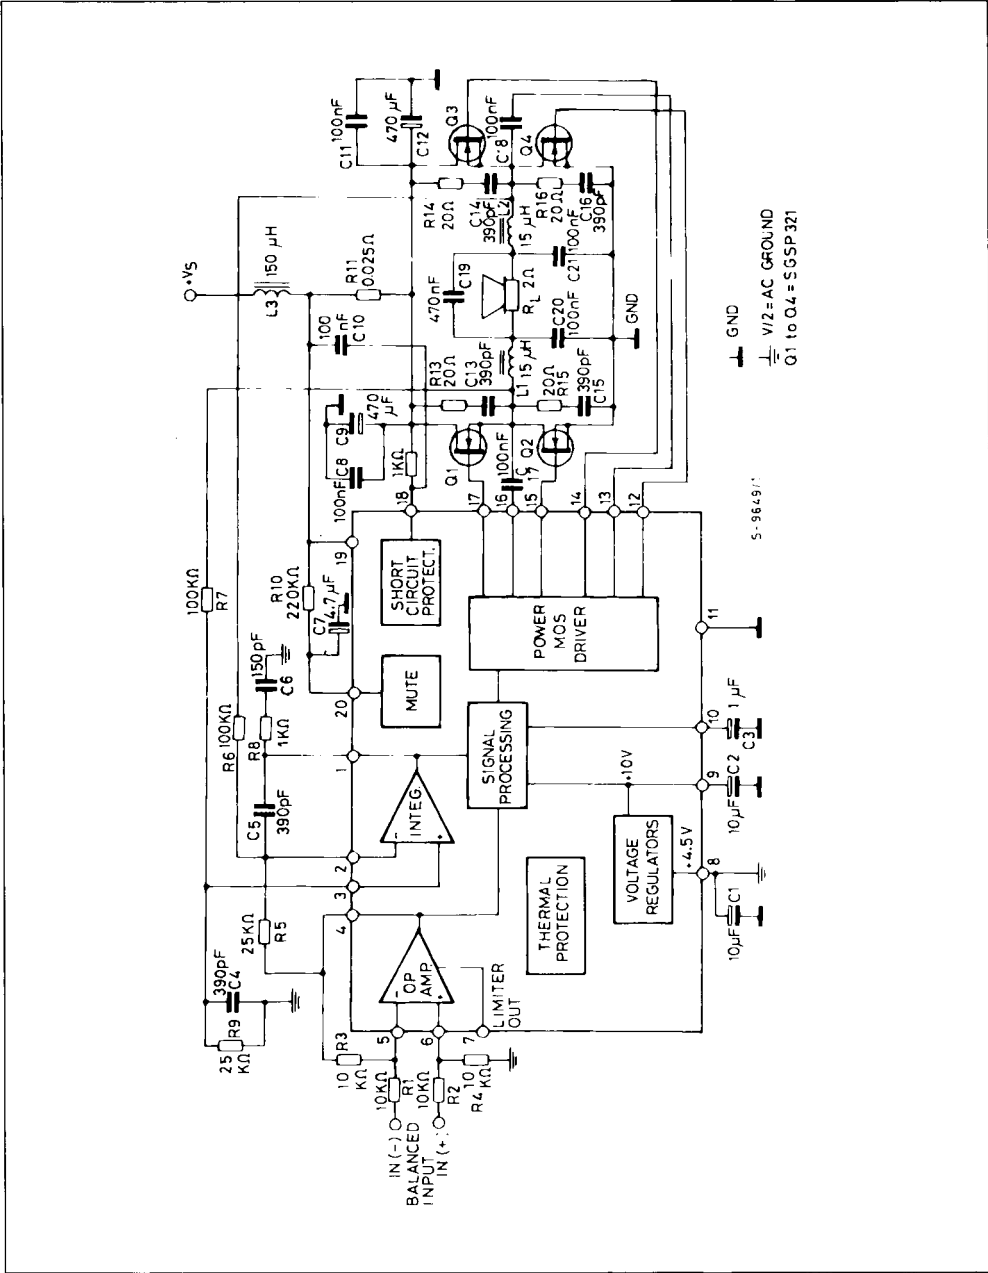 +Vs
L3
150 µH
C11
100nF
470 µF
C12
Q3
100nF
C18
Q4
R14
20Ω
C14
390pF
L2
15 µH
R16
20Ω
C16
390pF
R11
0.025Ω
100
nF
C10
470nF
C19
RL 2Ω
C21
100nF
C20
100nF
GND
R13
20Ω
C13
390pF
L1
15 µH
20Ω
R15
390pF
C15
C9
470
µF
C8
100nF
1KΩ
Q1
100nF
C
17
Q2
18
17
16
15
14
13
12
19
100KΩ
R7
R10
220KΩ
C7
4.7µF
150pF
C6
R6
100KΩ
R8
1KΩ
C5
390pF
25KΩ
R5
390pF
C4
25
KΩ
R9
20
1
2
3
4
SHORT
CIRCUIT
PROTECT.
MUTE
INTEG.
-
+
OP
AMP.
-
+
POWER
MOS
DRIVER
SIGNAL
PROCESSING
THERMAL
PROTECTION
VOLTAGE
REGULATORS
+10V
+4.5V
LIMITER
OUT
5
6
7
R3
10
KΩ
10KΩ
R1
10KΩ
R2
10
KΩ
R4
IN(-)
BALANCED
INPUT
IN(+)
8
10µF
C1
9
10µF
C2
10
1 µF
C3
11
GND
V/2=AC GROUND
Q1 to Q4=SGSP321
S-9649/1